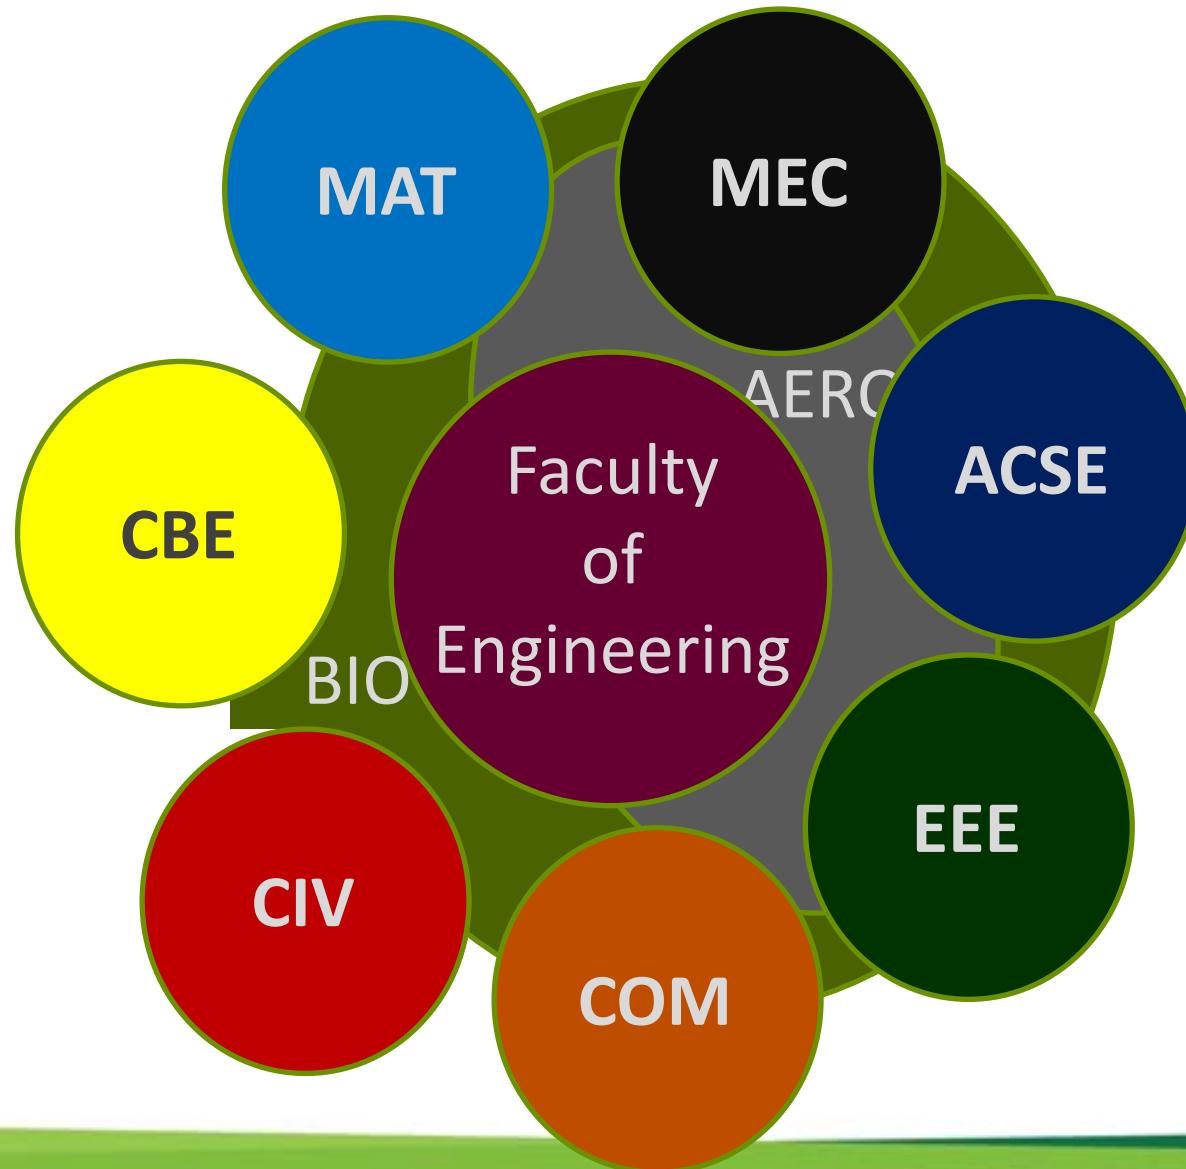 MAT
MEC
AERO
ACSE
Faculty
of
Engineering
CBE
BIO
EEE
CIV
COM